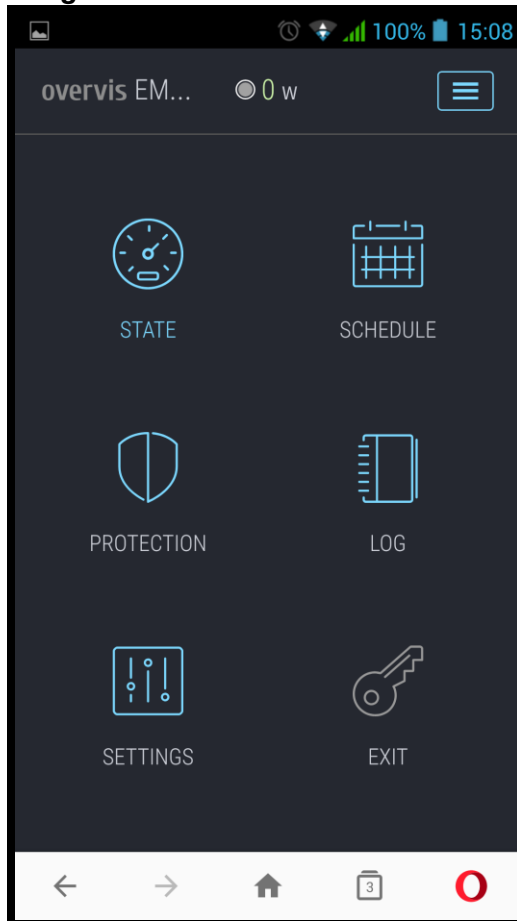 100% 15:08
overvis EM... 0 w
STATE SCHEDULE
PROTECTION LOG
SETTINGS EXIT
3